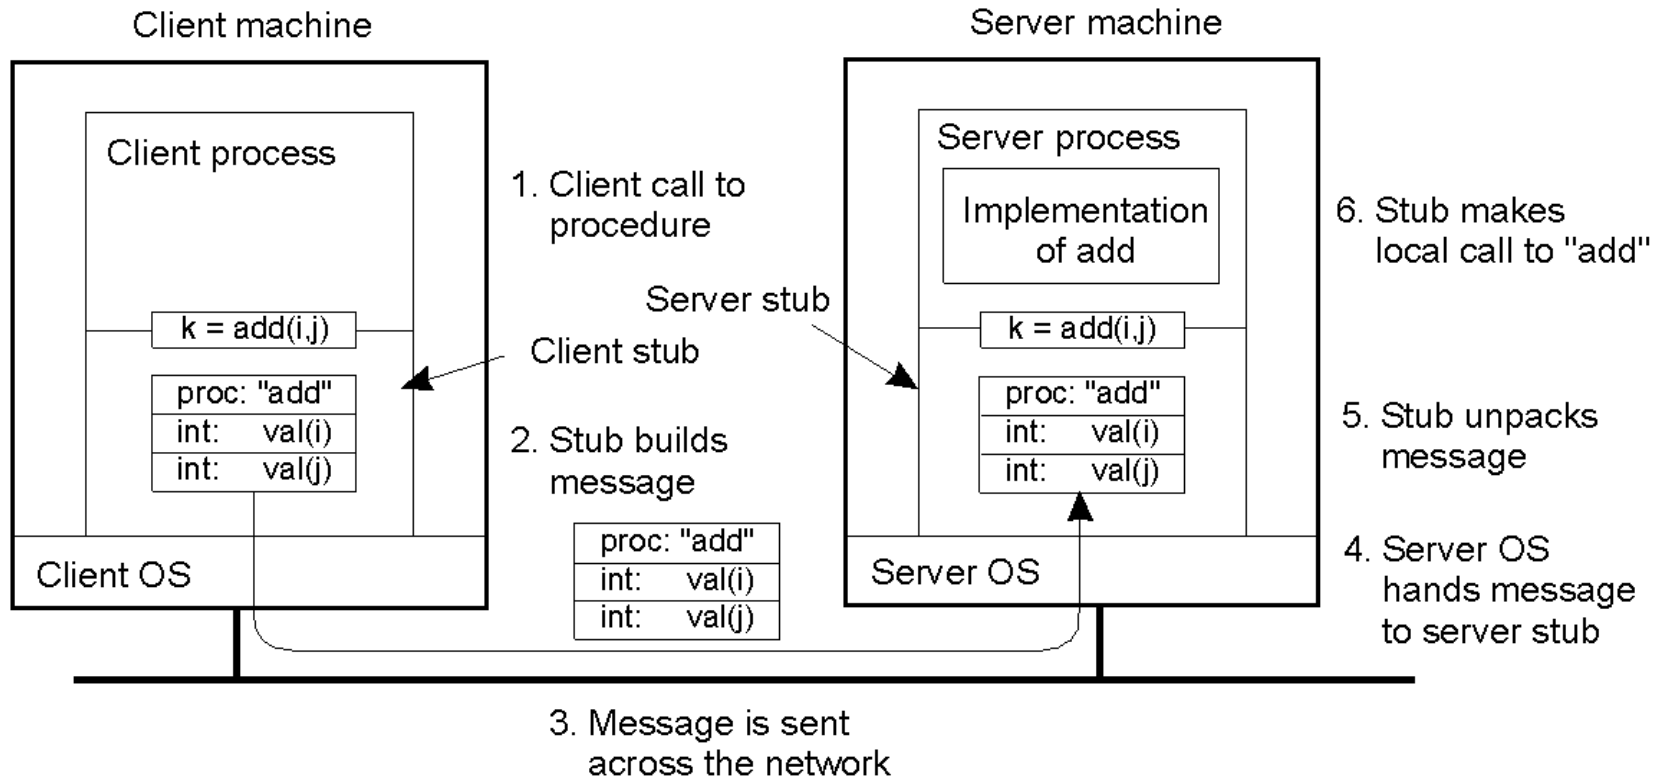 Client machine
Server machine
Client process
k = add(i,j)
proc: "add"
int: val(i)
int: val(j)
Client OS
1. Client call to
procedure
Server stub
Client stub
2. Stub builds
message
proc: "add"
int: val(i)
int: val(j)
3. Message is sent
across the network
Server process
Implementation
of add
k = add(i,j)
proc: "add"
int: val(i)
int: val(j)
Server OS
6. Stub makes
local call to "add"
5. Stub unpacks
message
4. Server OS
hands message
to server stub